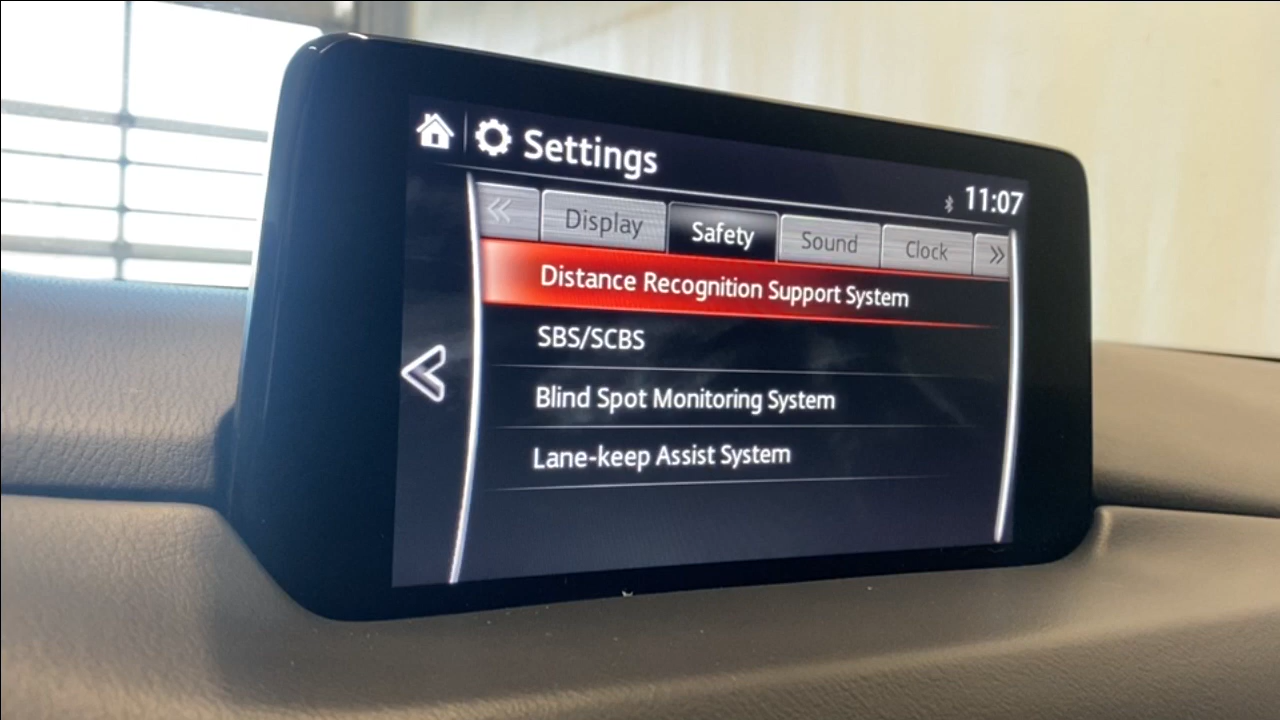 Settings
11:07
Display Safety Sound Clock
Distance Recognition Support System
SBS/SCBS
Blind Spot Monitoring System
Lane-keep Assist System